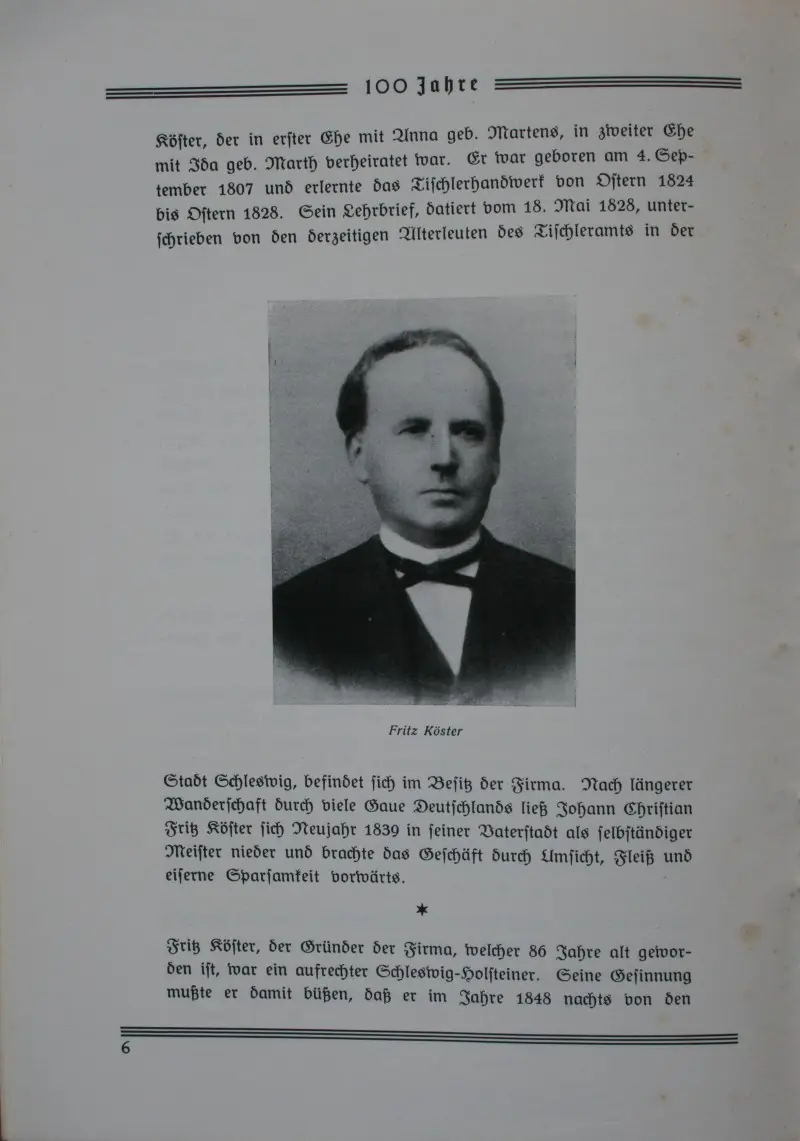 100 Jahre
Köster, der in erster Ehe mit Anna geb. Martens, in zweiter Ehe
mit Ida geb. Marth verheiratet war. Er war geboren am 4. Sep-
tember 1807 und erlernte das Tischlerhandwerk von Ostern 1824
bis Ostern 1828. Sein Lehrbrief, datiert vom 18. Mai 1828, unter-
schrieben von den derzeitigen Älterleuten des Tischleramts in der
Fritz Köster
Stadt Schleswig, befindet sich im Besitz der Firma. Nach längerer
Wanderschaft durch viele Gaue Deutschlands ließ Johann Christian
Fritz Köster sich Neujahr 1839 in seiner Vaterstadt als selbständiger
Meister nieder und brachte das Geschäft durch Umsicht, Fleiß und
eiserne Sparsamkeit vorwärts.
*
Fritz Köster, der Gründer der Firma, welcher 86 Jahre alt gewor-
den ist, war ein aufrechter Schleswig-Holsteiner. Seine Gesinnung
mußte er damit büßen, daß er im Jahre 1848 nachts von den
6